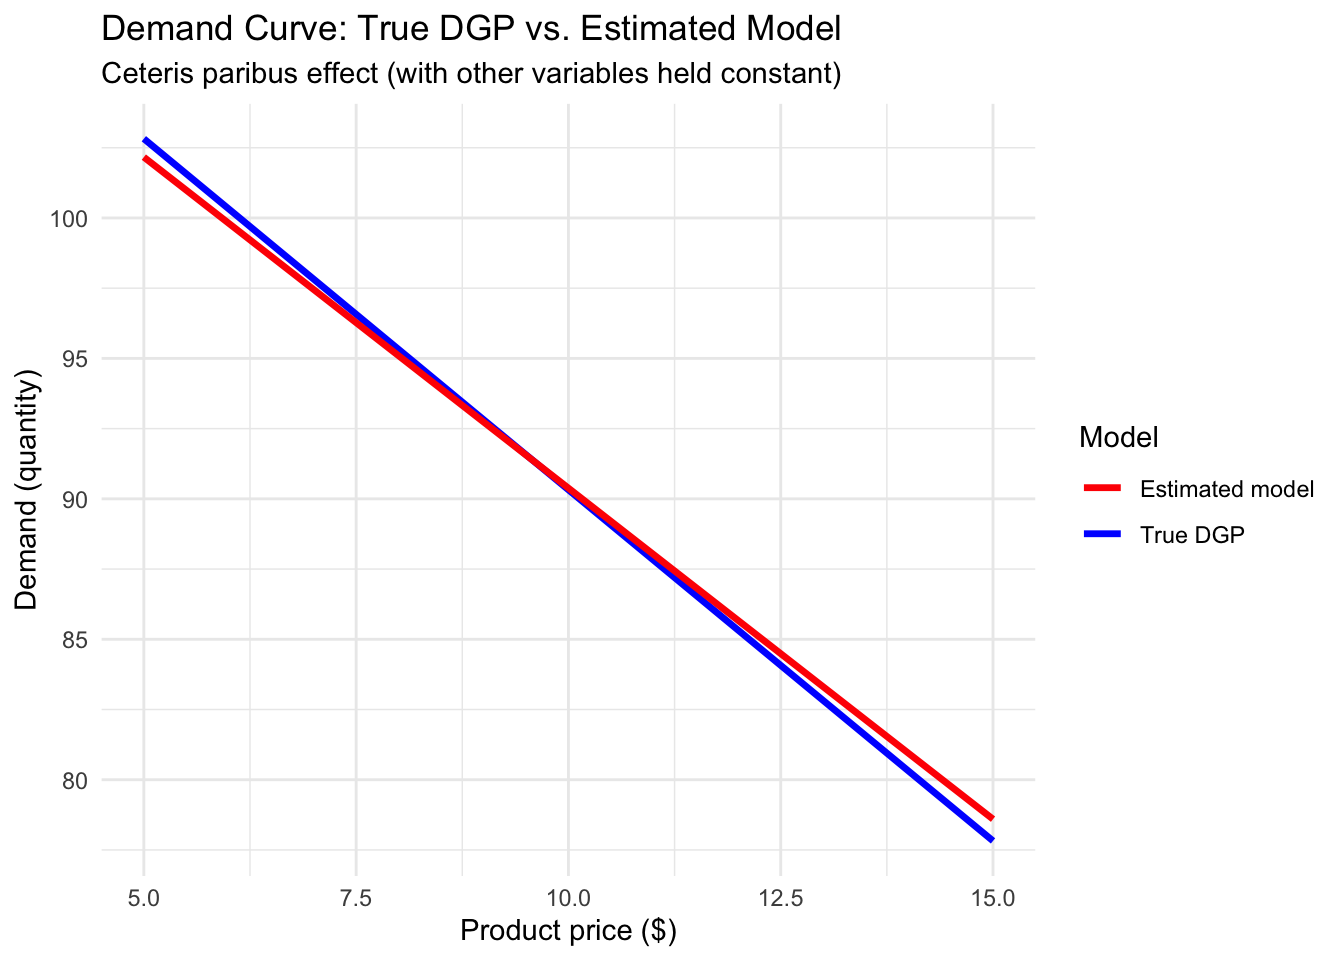 Demand Curve: True DGP vs. Estimated Model
Ceteris paribus effect (with other variables held constant)
Demand (quantity)
100
95
90
85
80
5.0
7.5
10.0
12.5
15.0
Product price ($)
Model
Estimated model
True DGP